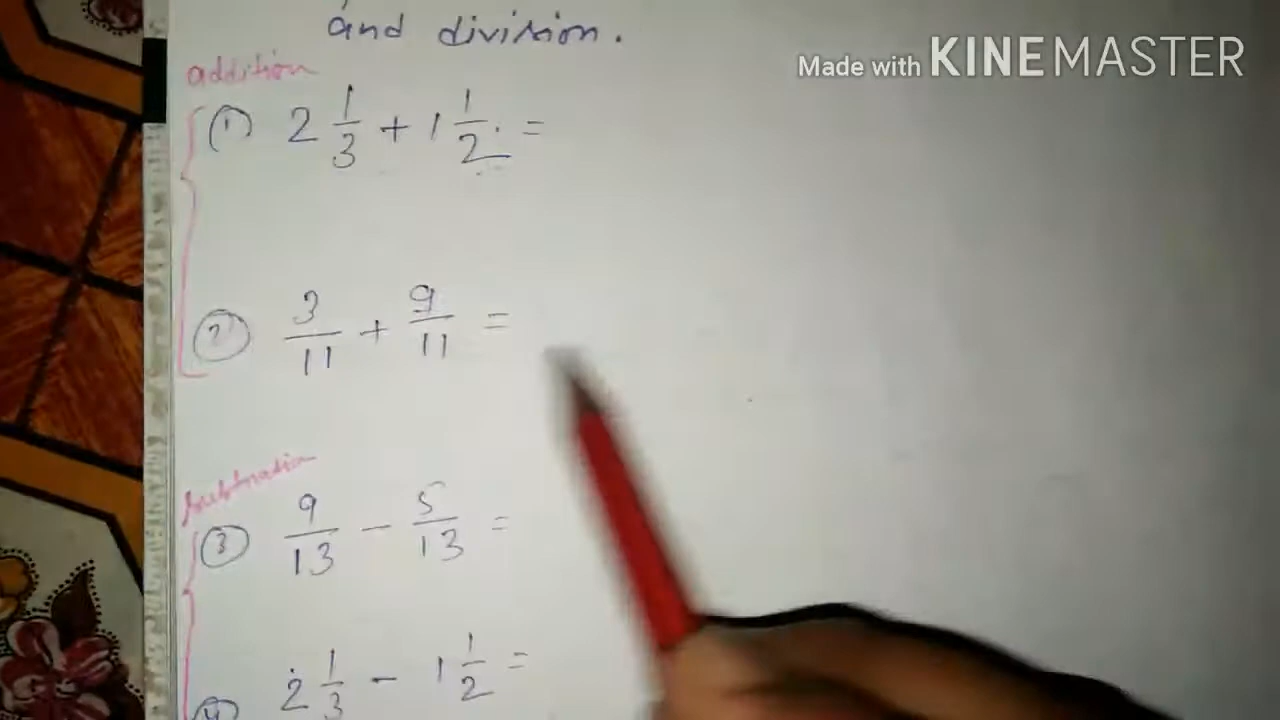 and division.
Made with KINEMASTER
addition
① 2 1/3 + 1 1/2 =
② 3/11 + 9/11 =
③ 9/13 - 5/13 =
④ 2 1/3 - 1 1/2 =